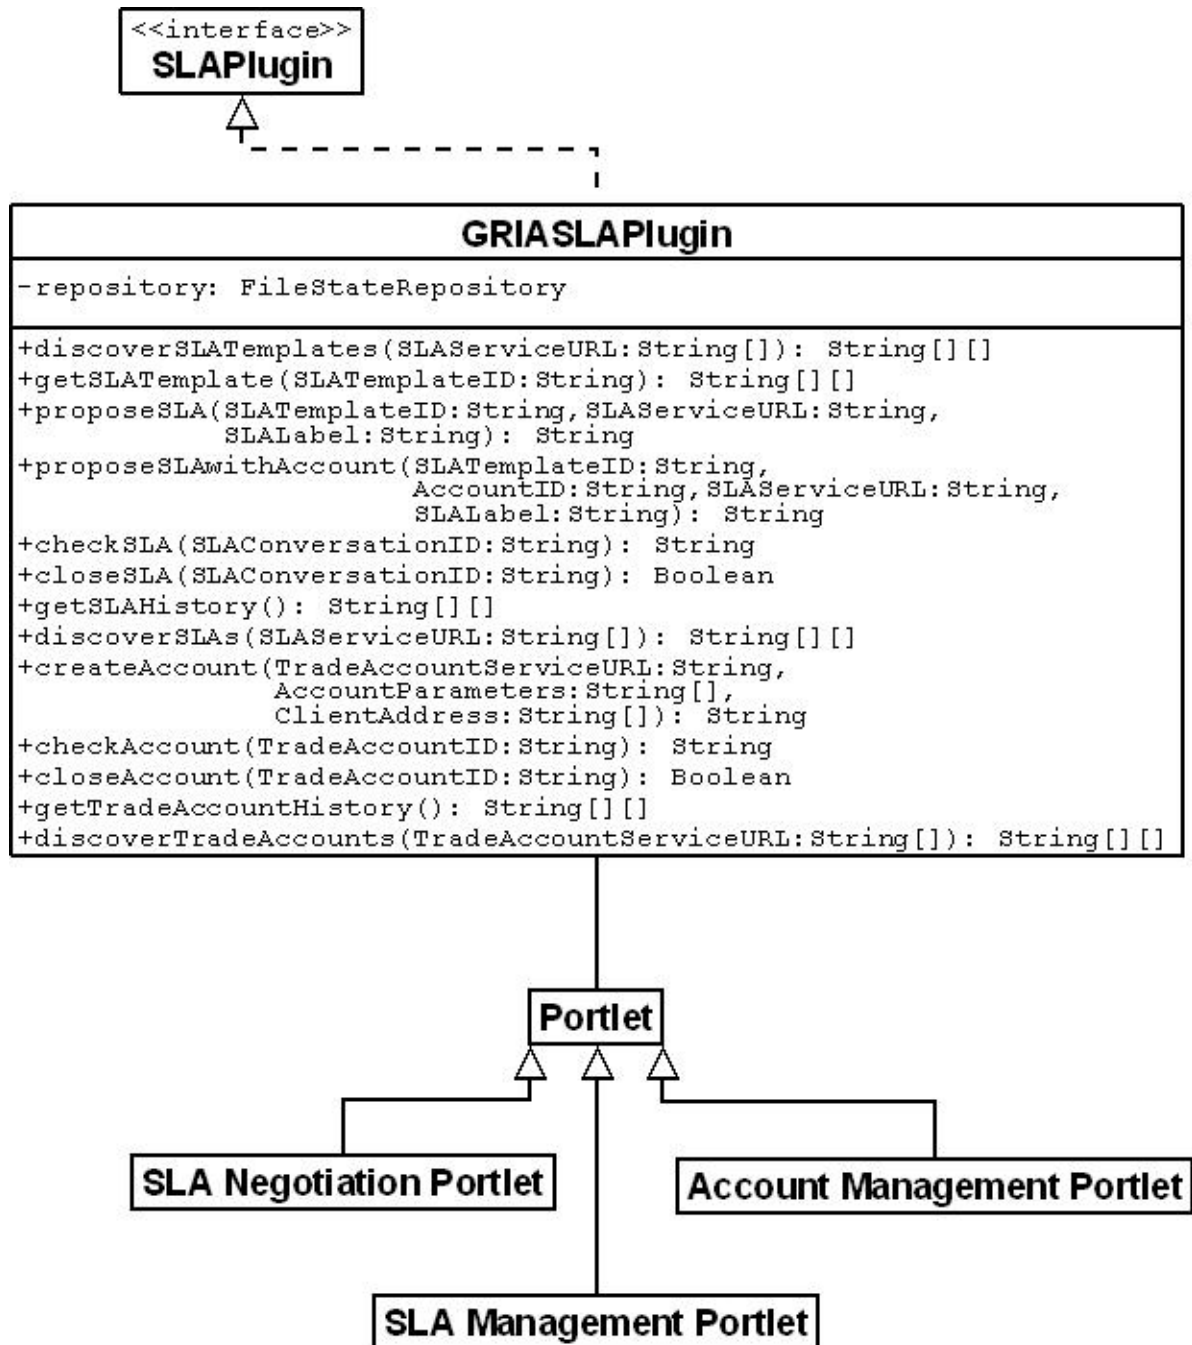 <<interface>>
SLAPlugin
GRIASLAPlugin
-repository: FileStateRepository
+discoverSLATemplates(SLAServiceURL:String[]): String[][]
+getSLATemplate(SLATemplateID:String): String[][]
+proposeSLA(SLATemplateID:String,SLAServiceURL:String,
SLALabel:String): String
+proposeSLAwithAccount(SLATemplateID:String,
AccountID:String,SLAServiceURL:String,
SLALabel:String): String
+checkSLA(SLAConversationID:String): String
+closeSLA(SLAConversationID:String): Boolean
+getSLAHistory(): String[][]
+discoverSLAs(SLAServiceURL:String[]): String[][]
+createAccount(TradeAccountServiceURL:String,
AccountParameters:String[],
ClientAddress:String[]): String
+checkAccount(TradeAccountID:String): String
+closeAccount(TradeAccountID:String): Boolean
+getTradeAccountHistory(): String[][]
+discoverTradeAccounts(TradeAccountServiceURL:String[]): String[][]
Portlet
SLA Negotiation Portlet
Account Management Portlet
SLA Management Portlet